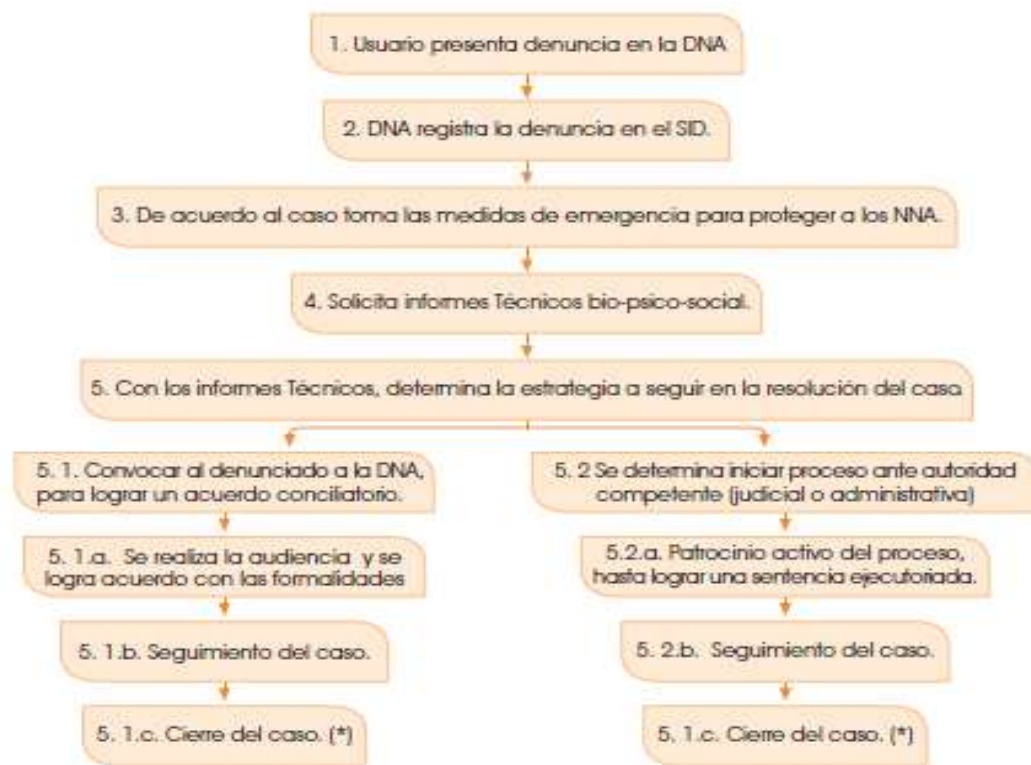 1. Usuario presenta denuncia en la DNA
2. DNA registra la denuncia en el SID.
3. De acuerdo al caso toma las medidas de emergencia para proteger a los NNA.
4. Solicita informes Técnicos bio-psico-social.
5. Con los informes Técnicos, determina la estrategia a seguir en la resolución del caso
5. 1. Convocar al denunciado a la DNA,
para lograr un acuerdo conciliatorio.
5. 1.a. Se realiza la audiencia y se
logra acuerdo con las formalidades
5. 1.b. Seguimiento del caso.
5. 1.c. Cierre del caso. (*)
5. 2 Se determina iniciar proceso ante autoridad
competente (judicial o administrativa)
5.2.a. Patrocinio activo del proceso,
hasta lograr una sentencia ejecutoriada.
5. 2.b. Seguimiento del caso.
5. 1.c. Cierre del caso. (*)